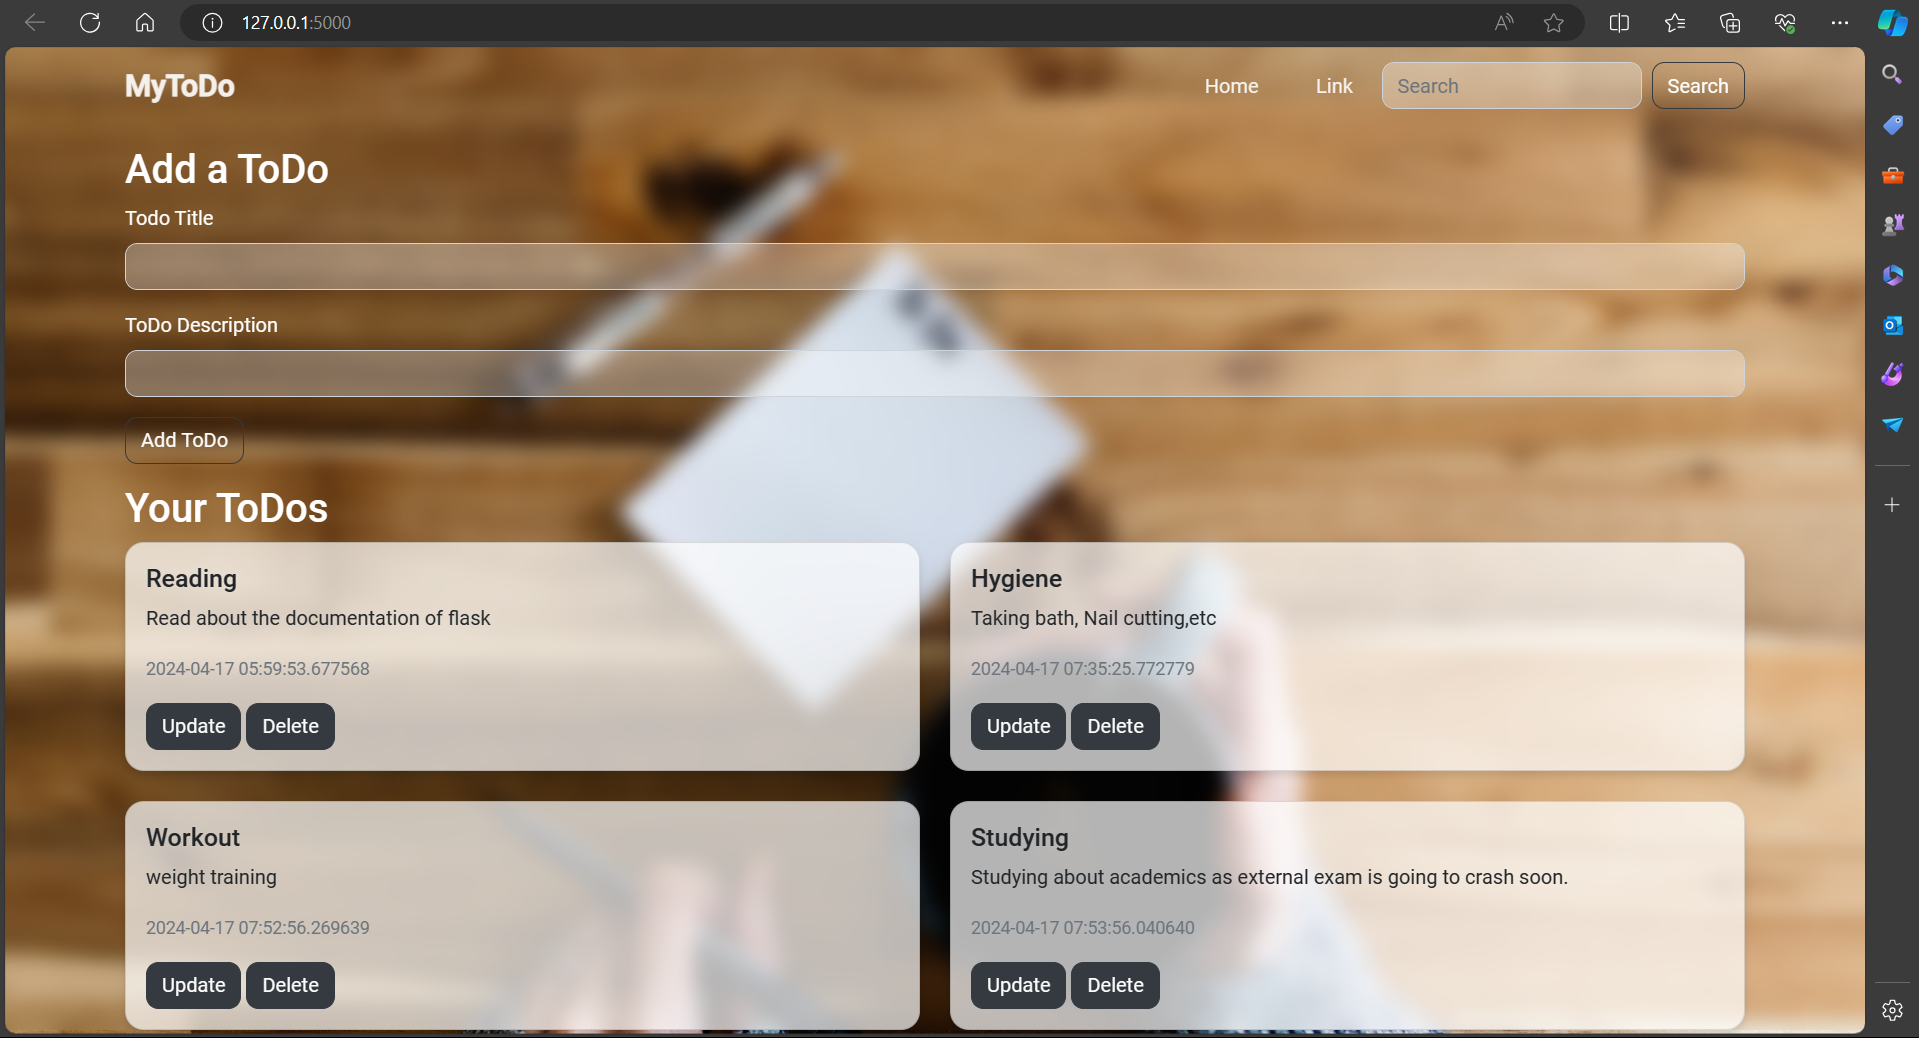 127.0.0.1:5000
MyToDo
Home
Link
Search
Search
Add a ToDo
Todo Title
ToDo Description
Add ToDo
Your ToDos
Reading
Read about the documentation of flask
2024-04-17 05:59:53.677568
Update
Delete
Hygiene
Taking bath, Nail cutting,etc
2024-04-17 07:35:25.772779
Update
Delete
Workout
weight training
2024-04-17 07:52:56.269639
Update
Delete
Studying
Studying about academics as external exam is going to crash soon.
2024-04-17 07:53:56.040640
Update
Delete